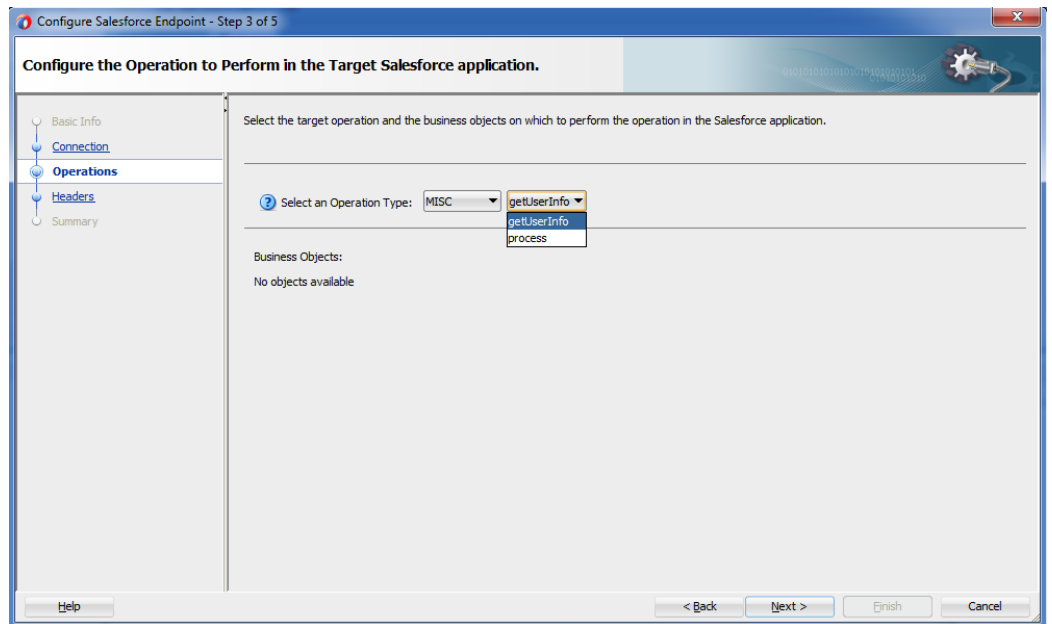 Configure Salesforce Endpoint - Step 3 of 5
Configure the Operation to Perform in the Target Salesforce application.
Basic Info
Connection
Operations
Headers
Summary
Select the target operation and the business objects on which to perform the operation in the Salesforce application.
Select an Operation Type: MISC getUserInfo
getUserInfo
process
Business Objects:
No objects available
Help < Back Next > Finish Cancel